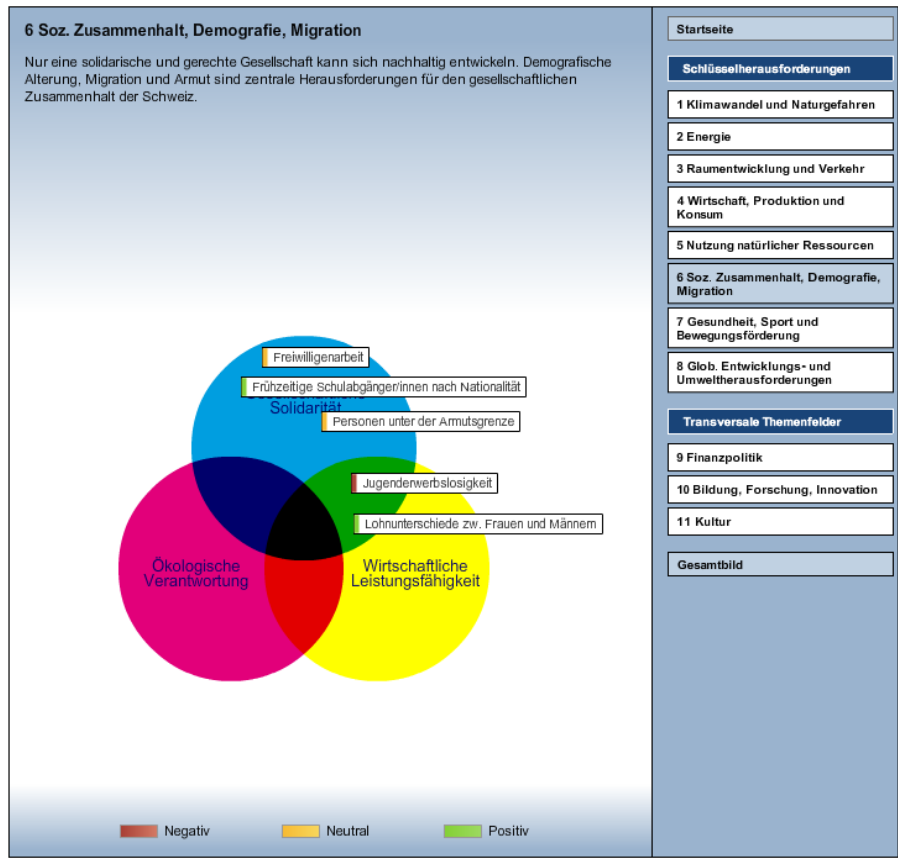 6 Soz. Zusammenhalt, Demografie, Migration
Nur eine solidarische und gerechte Gesellschaft kann sich nachhaltig entwickeln. Demografische
Alterung, Migration und Armut sind zentrale Herausforderungen für den gesellschaftlichen
Zusammenhalt der Schweiz.
Freiwilligenarbeit
Frühzeitige Schulabgänger/innen nach Nationalität
Solidarität
Personen unter der Armutsgrenze
Jugenderwerbslosigkeit
Lohnunterschiede zw. Frauen und Männern
Ökologische
Verantwortung
Wirtschaftliche
Leistungsfähigkeit
Negativ
Neutral
Positiv
Startseite
Schlüsselherausforderungen
1 Klimawandel und Naturgefahren
2 Energie
3 Raumentwicklung und Verkehr
4 Wirtschaft, Produktion und
Konsum
5 Nutzung natürlicher Ressourcen
6 Soz. Zusammenhalt, Demografie,
Migration
7 Gesundheit, Sport und
Bewegungsförderung
8 Glob. Entwicklungs- und
Umweltherausforderungen
Transversale Themenfelder
9 Finanzpolitik
10 Bildung, Forschung, Innovation
11 Kultur
Gesamtbild